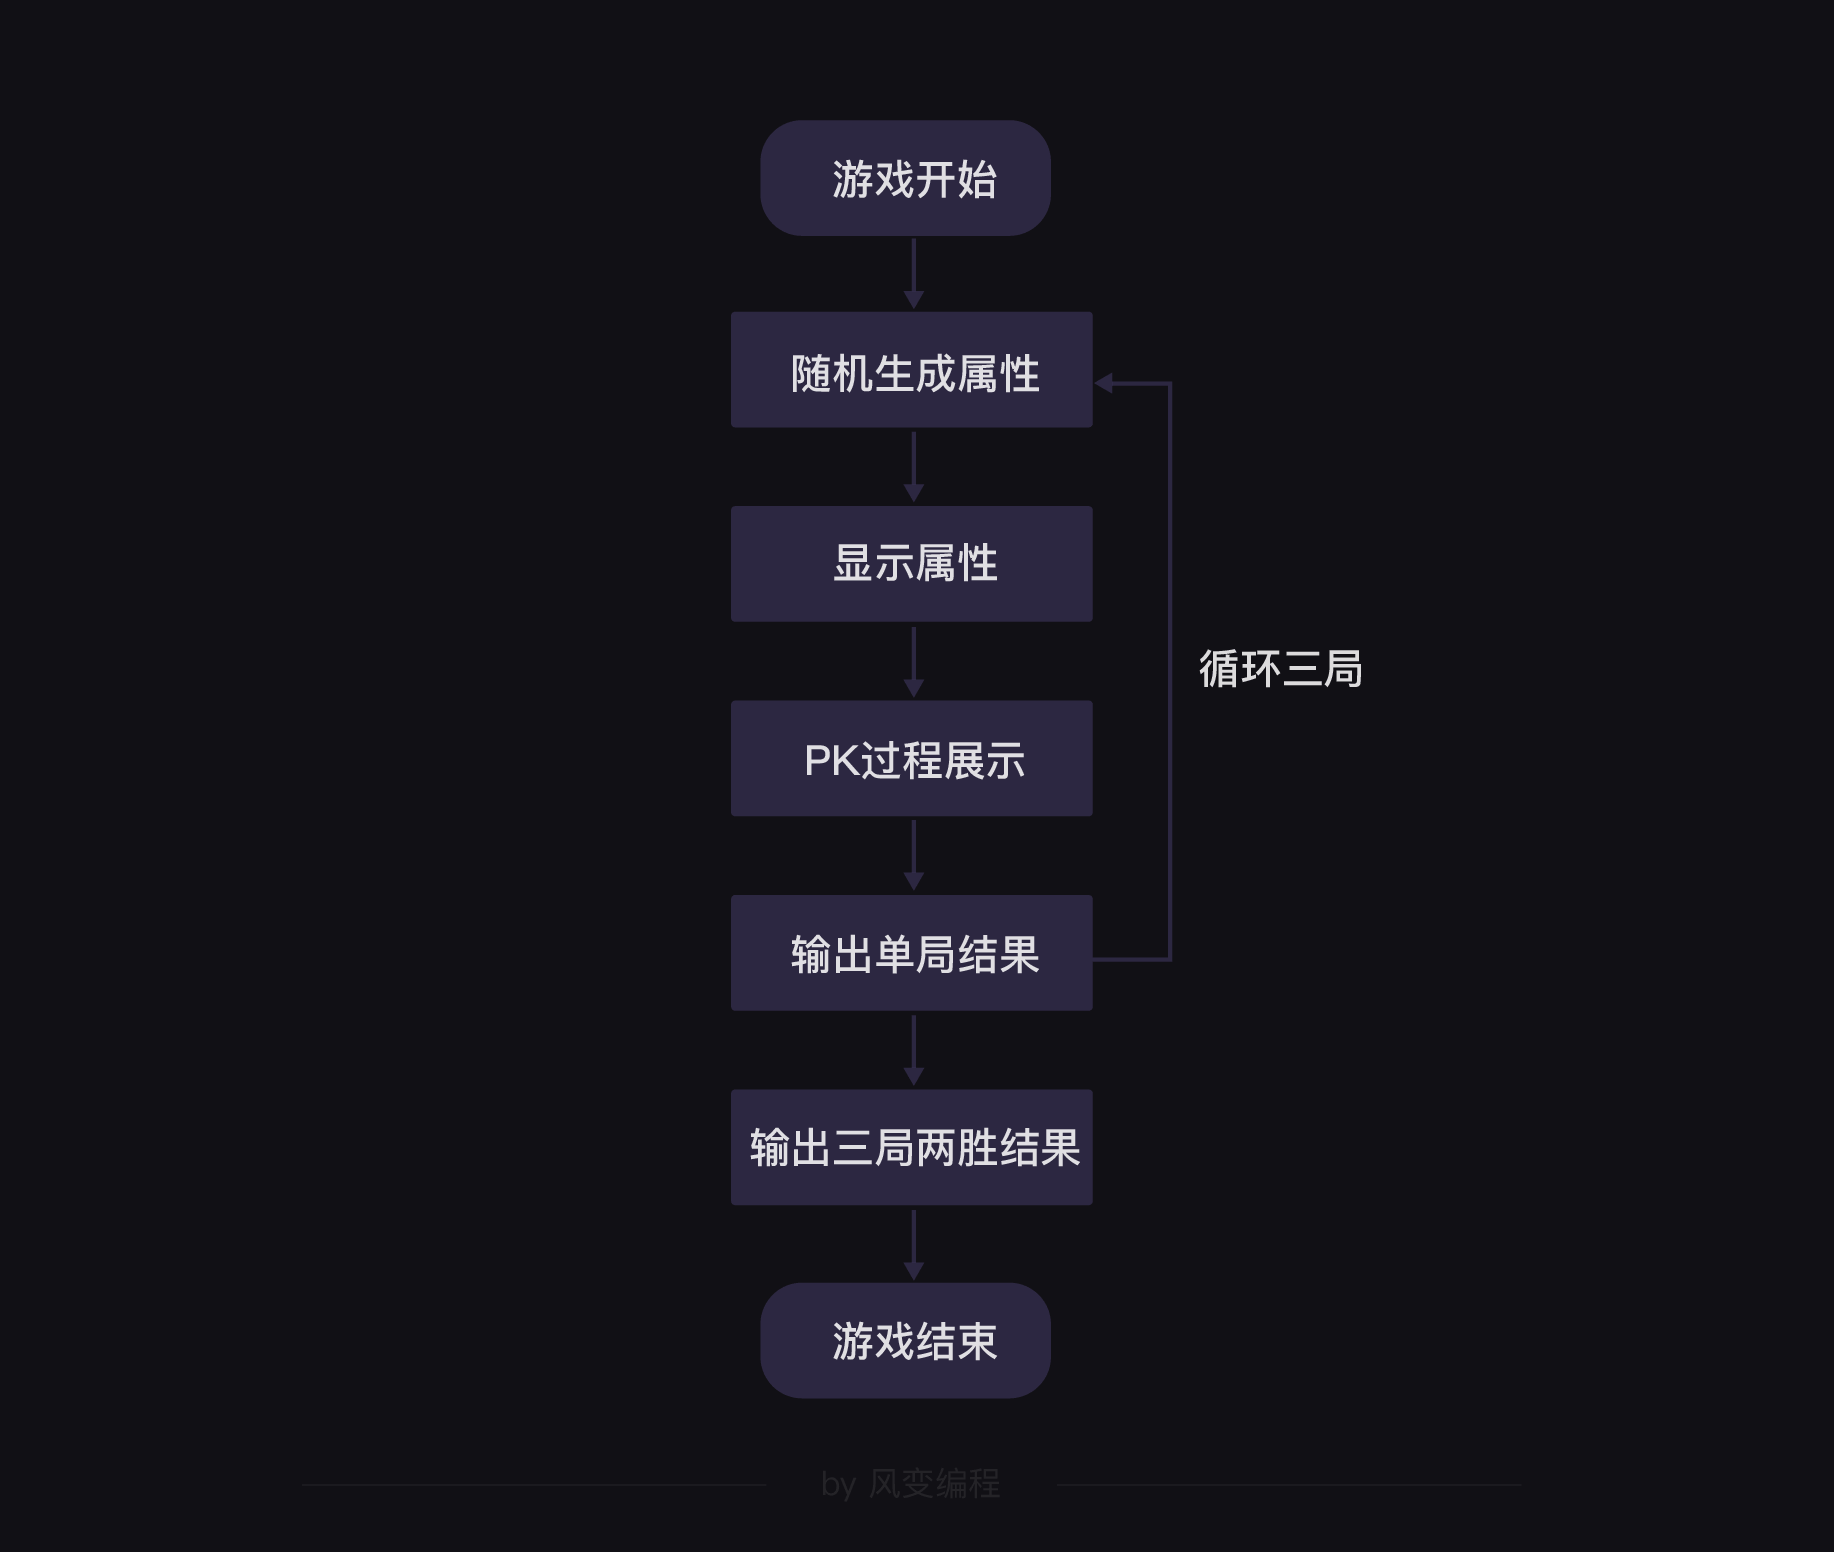 游戏开始
随机生成属性
显示属性
循环三局
PK过程展示
输出单局结果
输出三局两胜结果
游戏结束
by 风变编程